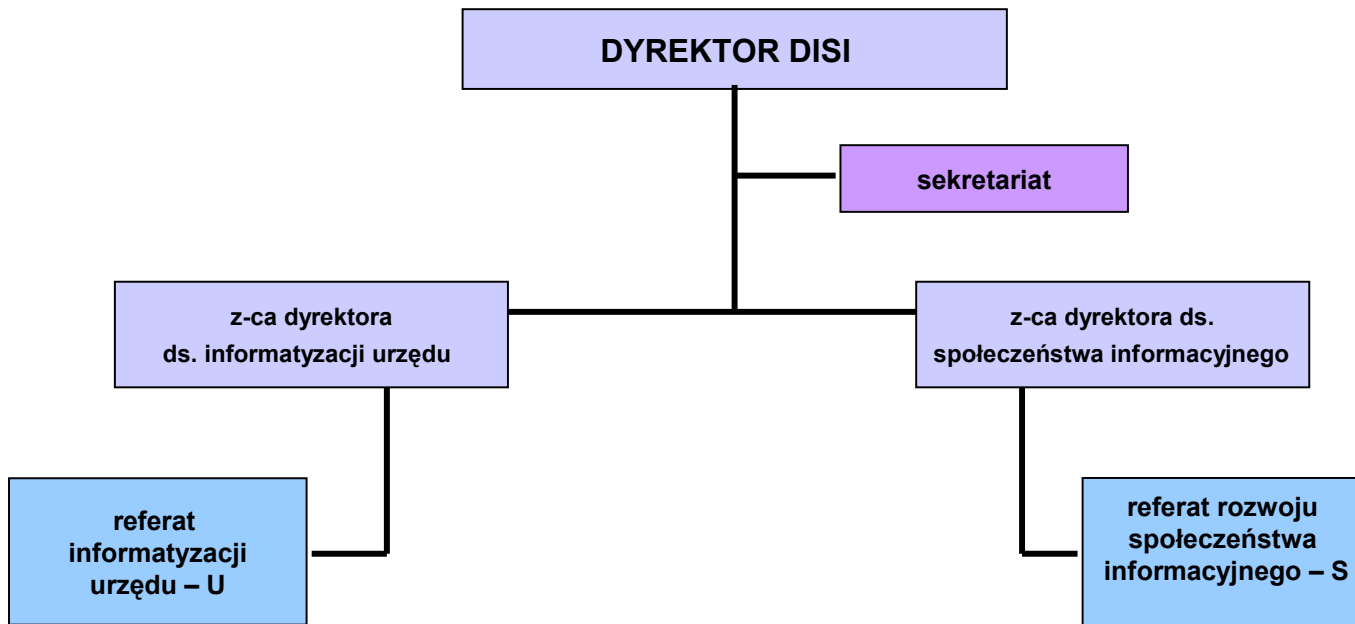 DYREKTOR DISI
sekretariat
z-ca dyrektora
ds. informatyzacji urzędu
z-ca dyrektora ds.
społeczeństwa informacyjnego
referat
informatyzacji
urzędu – U
referat rozwoju
społeczeństwa
informacyjnego – S